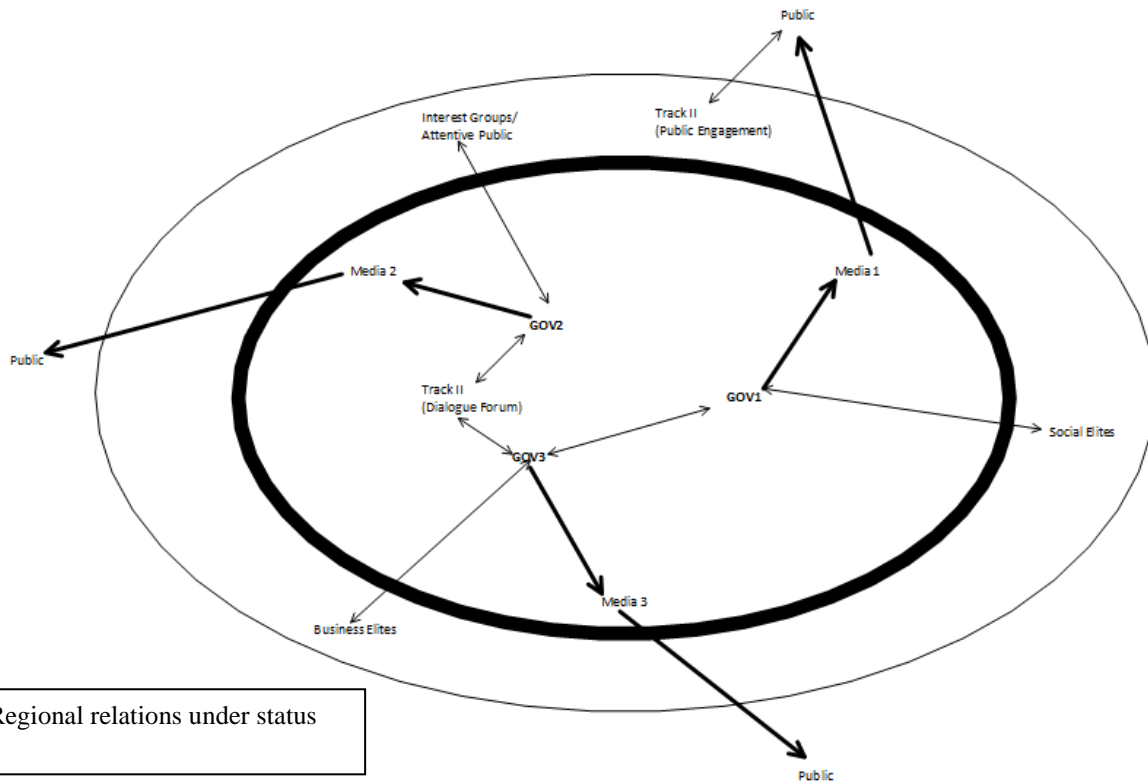 Public
Interest Groups/
Attentive Public
Track II
(Public Engagement)
Media 2
Media 1
GOV2
Public
Track II
(Dialogue Forum)
GOV1
Social Elites
GOV3
Media 3
Business Elites
Regional relations under status
Public